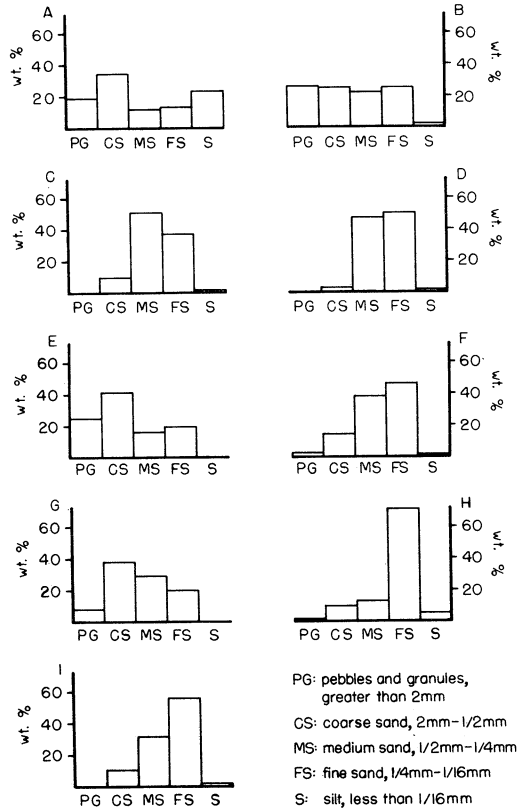 A
wt. %
60
40
20
PG CS MS FS S
B
wt. %
60
40
20
PG CS MS FS S
C
wt. %
60
40
20
PG CS MS FS S
D
wt. %
60
40
20
PG CS MS FS S
E
wt. %
60
40
20
PG CS MS FS S
F
wt. %
60
40
20
PG CS MS FS S
G
wt. %
60
40
20
PG CS MS FS S
H
wt. %
60
40
20
PG CS MS FS S
I
wt. %
60
40
20
PG CS MS FS S
PG: pebbles and granules,
greater than 2mm
CS: coarse sand, 2mm-1/2mm
MS: medium sand, 1/2mm-1/4mm
FS: fine sand, 1/4mm-1/16mm
S: silt, less than 1/16mm